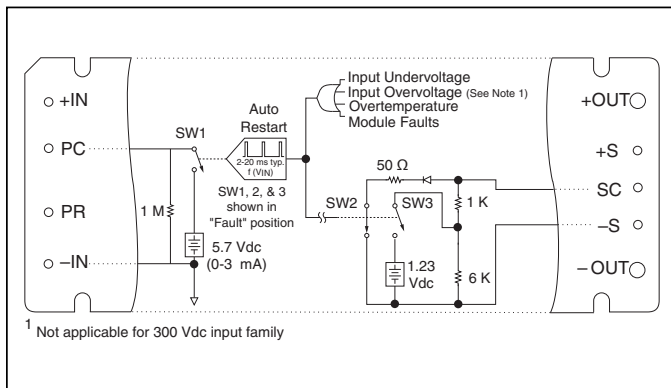 +IN
PC
PR
−IN
1 M
SW1
5.7 Vdc
(0-3 mA)
Auto
Restart
2-20 ms typ.
f (VIN)
SW1, 2, & 3
shown in
"Fault" position
Input Undervoltage
Input Overvoltage (See Note 1)
Overtemperature
Module Faults
50 Ω
SW2
SW3
1.23
Vdc
1 K
6 K
+OUT
+S
SC
−S
−OUT
1 Not applicable for 300 Vdc input family